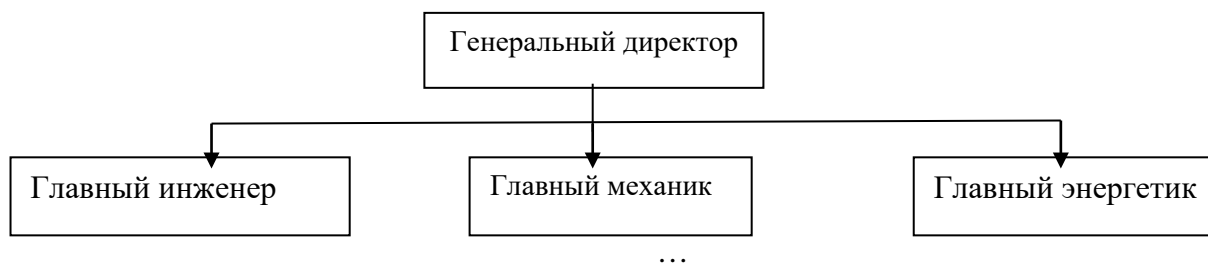 Генеральный директор
Главный инженер
Главный механик
Главный энергетик
…